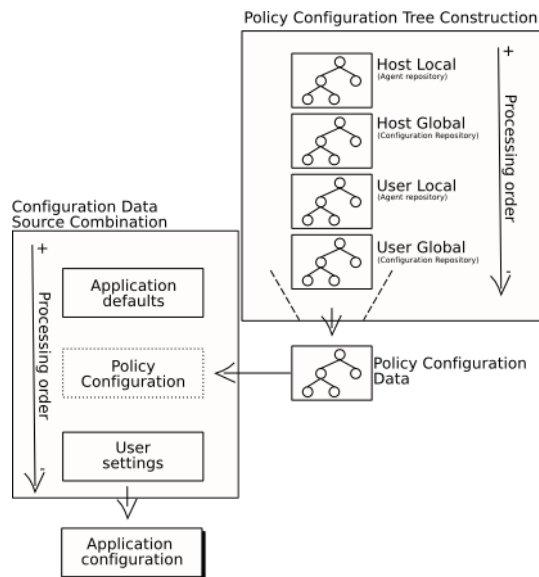 Policy Configuration Tree Construction
+
Host Local
(Agent repository)
Host Global
(Configuration Repository)
User Local
(Agent repository)
User Global
(Configuration Repository)
Processing order
-
Configuration Data
Source Combination
+
Application
defaults
Policy
Configuration
User
settings
Processing order
-
Policy Configuration
Data
Application
configuration